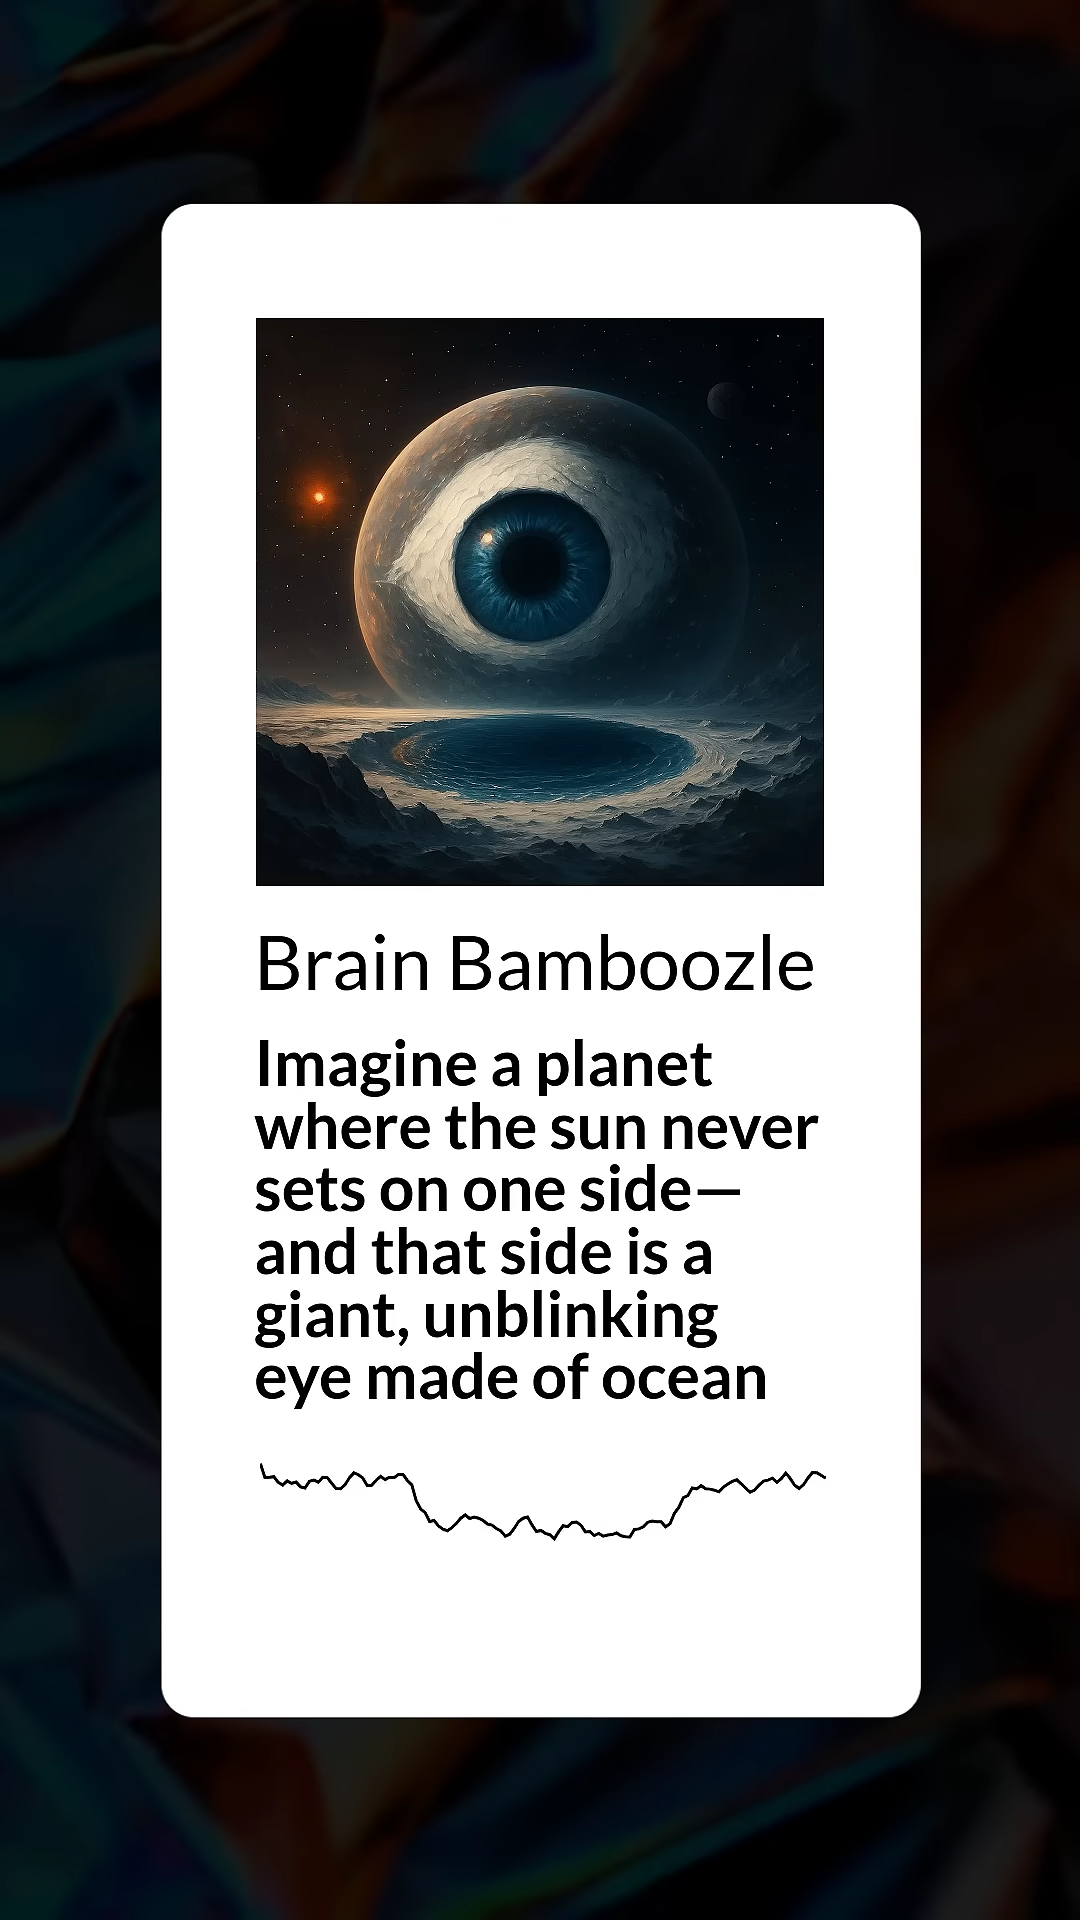 Brain Bamboozle
Imagine a planet
where the sun never
sets on one side—
and that side is a
giant, unblinking
eye made of ocean